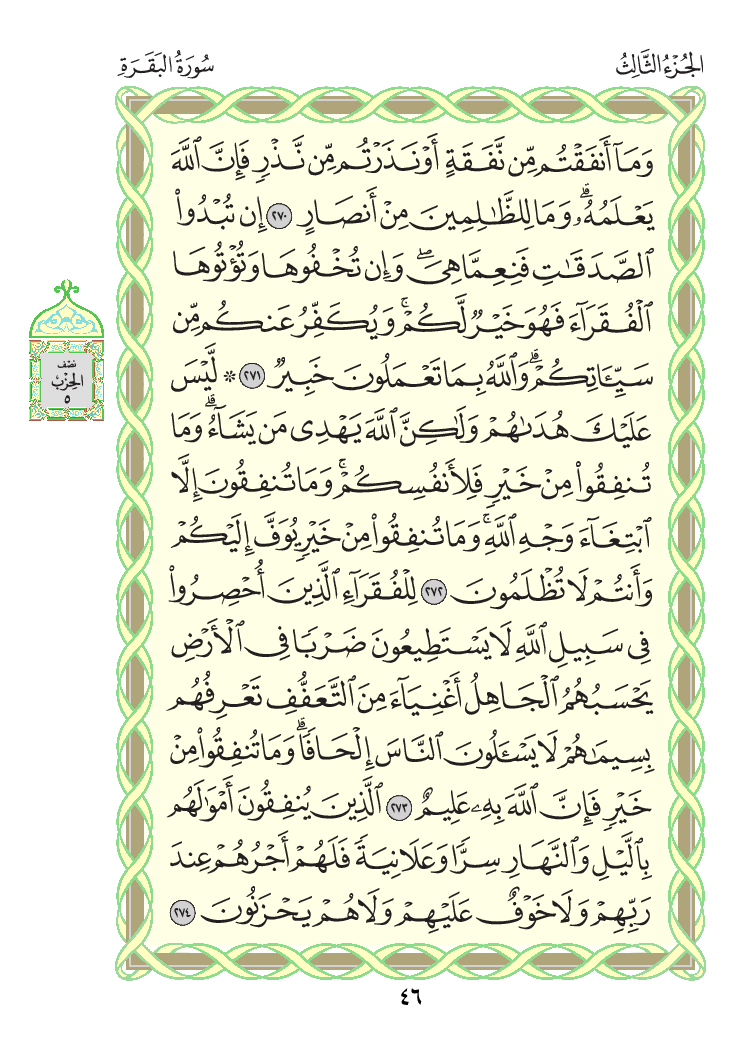 الجُزْءُ الثَّالِثُ
سُورَةُ البَقَرَةِ
وَمَآ أَنفَقْتُم مِّن نَّفَقَةٍ أَوْ نَذَرْتُم مِّن نَّذْرٍ فَإِنَّ ٱللَّهَ
يَعْلَمُهُۥۗ وَمَا لِلظَّـٰلِمِينَ مِنْ أَنصَارٍ ٢٧٠ إِن تُبْدُوا۟
ٱلصَّدَقَـٰتِ فَنِعِمَّا هِىَۖ وَإِن تُخْفُوهَا وَتُؤْتُوهَا
ٱلْفُقَرَآءَ فَهُوَ خَيْرٌ لَّكُمْۚ وَيُكَفِّرُ عَنكُم مِّن
سَيِّـَٔاتِكُمْۗ وَٱللَّهُ بِمَا تَعْمَلُونَ خَبِيرٌ ٢٧١ * لَّيْسَ
عَلَيْكَ هُدَىٰهُمْ وَلَـٰكِنَّ ٱللَّهَ يَهْدِى مَن يَشَآءُۗ وَمَا
تُنفِقُوا۟ مِنْ خَيْرٍ فَلِأَنفُسِكُمْۚ وَمَا تُنفِقُونَ إِلَّا
ٱبْتِغَآءَ وَجْهِ ٱللَّهِۚ وَمَا تُنفِقُوا۟ مِنْ خَيْرٍ يُوَفَّ إِلَيْكُمْ
وَأَنتُمْ لَا تُظْلَمُونَ ٢٧٢ لِلْفُقَرَآءِ ٱلَّذِينَ أُحْصِرُوا۟
فِى سَبِيلِ ٱللَّهِ لَا يَسْتَطِيعُونَ ضَرْبًا فِى ٱلْأَرْضِ
يَحْسَبُهُمُ ٱلْجَاهِلُ أَغْنِيَآءَ مِنَ ٱلتَّعَفُّفِ تَعْرِفُهُم
بِسِيمَـٰهُمْ لَا يَسْـَٔلُونَ ٱلنَّاسَ إِلْحَافًاۗ وَمَا تُنفِقُوا۟ مِنْ
خَيْرٍ فَإِنَّ ٱللَّهَ بِهِۦ عَلِيمٌ ٢٧٣ ٱلَّذِينَ يُنفِقُونَ أَمْوَٰلَهُم
بِٱلَّيْلِ وَٱلنَّهَارِ سِرًّا وَعَلَانِيَةً فَلَهُمْ أَجْرُهُمْ عِندَ
رَبِّهِمْ وَلَا خَوْفٌ عَلَيْهِمْ وَلَا هُمْ يَحْزَنُونَ ٢٧٤
نصْف
الحِزْب
٥
٤٦